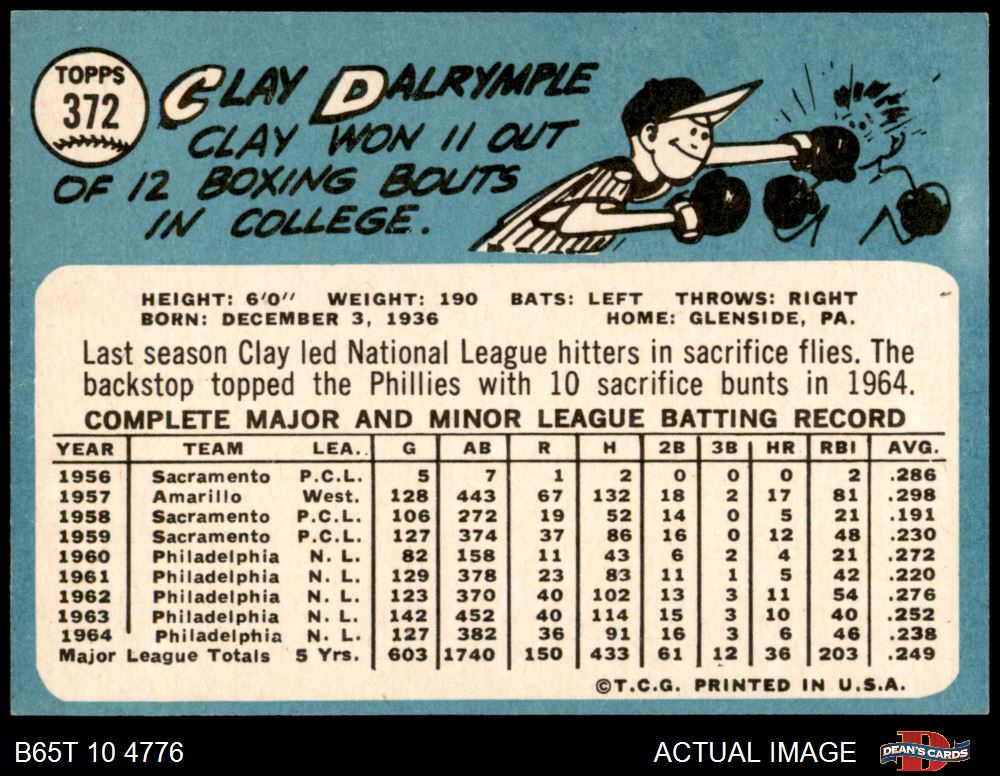 TOPPS
372
CLAY DALRYMPLE
CLAY WON 11 OUT
OF 12 BOXING BOUTS
IN COLLEGE.
HEIGHT: 6'0" WEIGHT: 190 BATS: LEFT THROWS: RIGHT
BORN: DECEMBER 3, 1936 HOME: GLENSIDE, PA.
Last season Clay led National League hitters in sacrifice flies. The
backstop topped the Phillies with 10 sacrifice bunts in 1964.
COMPLETE MAJOR AND MINOR LEAGUE BATTING RECORD
YEAR TEAM LEA. G AB R H 2B 3B HR RBI AVG.
1956 Sacramento P.C.L. 5 7 1 2 0 0 0 2 .286
1957 Amarillo West. 128 443 67 132 18 2 17 81 .298
1958 Sacramento P.C.L. 106 272 19 52 14 0 5 21 .191
1959 Sacramento P.C.L. 127 374 37 86 16 0 12 48 .230
1960 Philadelphia N. L. 82 158 11 43 6 2 4 21 .272
1961 Philadelphia N. L. 129 378 23 83 11 1 5 42 .220
1962 Philadelphia N. L. 123 370 40 102 13 3 11 54 .276
1963 Philadelphia N. L. 142 452 40 114 15 3 10 40 .252
1964 Philadelphia N. L. 127 382 36 91 16 3 6 46 .238
Major League Totals 5 Yrs. 603 1740 150 433 61 12 36 203 .249
©T.C.G. PRINTED IN U.S.A.
B65T 10 4776 ACTUAL IMAGE DEAN'S CARDS